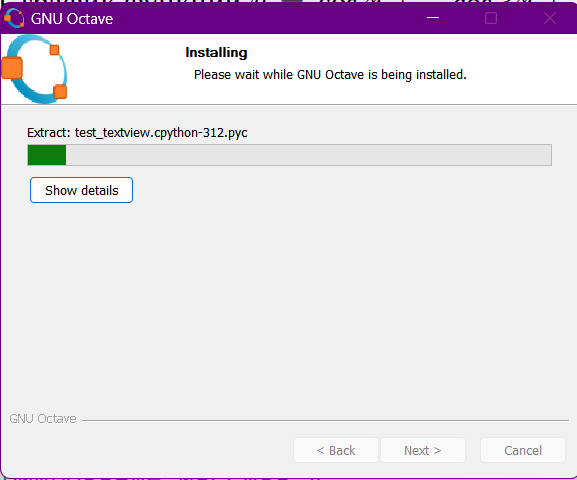 GNU Octave
Installing
Please wait while GNU Octave is being installed.
Extract: test_textview.cpython-312.pyc
Show details
GNU Octave
< Back Next > Cancel